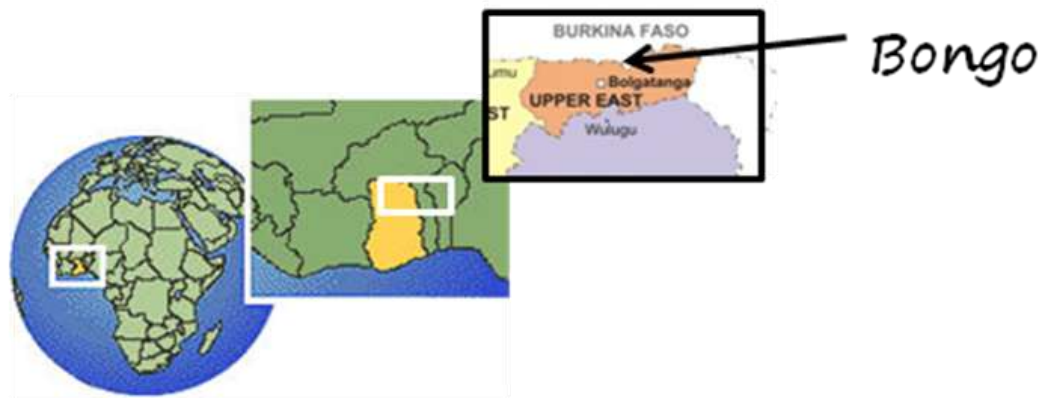 BURKINA FASO
Bongo
umu
Bolgatanga
UPPER EAST
ST
Wulugu